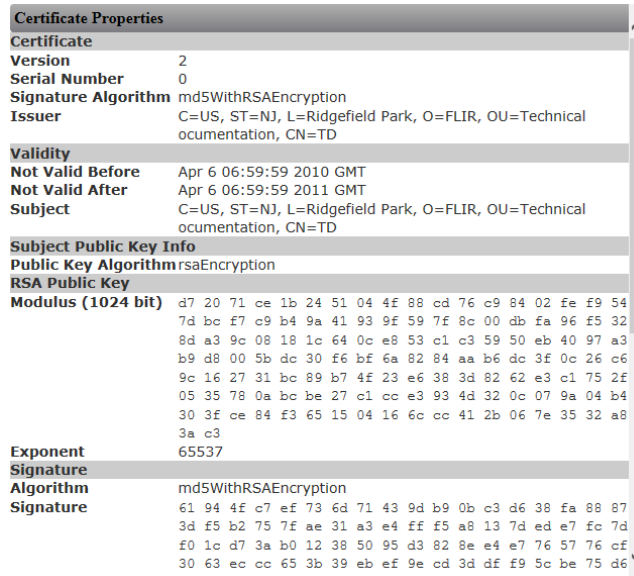 Certificate Properties
Certificate
Version 2
Serial Number 0
Signature Algorithm md5WithRSAEncryption
Issuer C=US, ST=NJ, L=Ridgefield Park, O=FLIR, OU=Technical
ocumentation, CN=TD
Validity
Not Valid Before Apr 6 06:59:59 2010 GMT
Not Valid After Apr 6 06:59:59 2011 GMT
Subject C=US, ST=NJ, L=Ridgefield Park, O=FLIR, OU=Technical
ocumentation, CN=TD
Subject Public Key Info
Public Key Algorithm rsaEncryption
RSA Public Key
Modulus (1024 bit) d7 20 71 ce 1b 24 51 04 4f 88 cd 76 c9 84 02 fe f9 54
7d bc f7 c9 b4 9a 41 93 9f 59 7f 8c 00 db fa 96 f5 32
8d a3 9c 08 18 1c 64 0c e8 53 c1 c3 59 50 eb 40 97 a3
b9 d8 00 5b dc 30 f6 bf 6a 82 84 aa b6 dc 3f 0c 26 c6
9c 16 27 31 bc 89 b7 4f 23 e6 38 3d 82 62 e3 c1 75 2f
05 35 78 0a bc be 27 c1 cc e3 93 4d 32 0c 07 9a 04 b4
30 3f ce 84 f3 65 15 04 16 6c cc 41 2b 06 7e 35 32 a8
3a c3
Exponent 65537
Signature
Algorithm md5WithRSAEncryption
Signature 61 94 4f c7 ef 73 6d 71 43 9d b9 0b c3 d6 38 fa 88 87
3d f5 b2 75 7f ae 31 a3 e4 ff f5 a8 13 7d ed e7 fc 7d
f0 1c d7 3a b0 12 38 50 95 d3 82 8e e4 e7 76 57 76 cf
30 63 ec cc 65 3b 39 eb ef 9e cd 3d df f9 5c be 75 d6